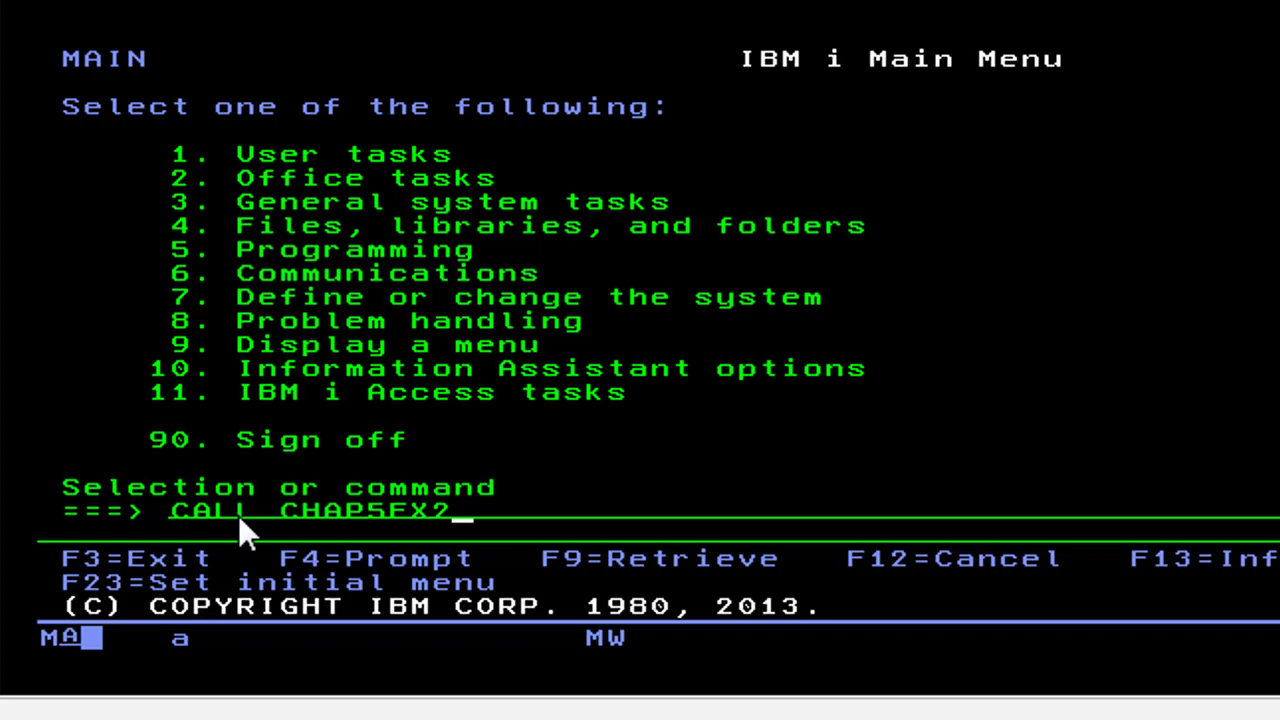 MAIN IBM i Main Menu
Select one of the following:
1. User tasks
2. Office tasks
3. General system tasks
4. Files, libraries, and folders
5. Programming
6. Communications
7. Define or change the system
8. Problem handling
9. Display a menu
10. Information Assistant options
11. IBM i Access tasks
90. Sign off
Selection or command
===> CALL CHAP5EX2_
F3=Exit F4=Prompt F9=Retrieve F12=Cancel F13=Inf
F23=Set initial menu
(C) COPYRIGHT IBM CORP. 1980, 2013.
MA a MW